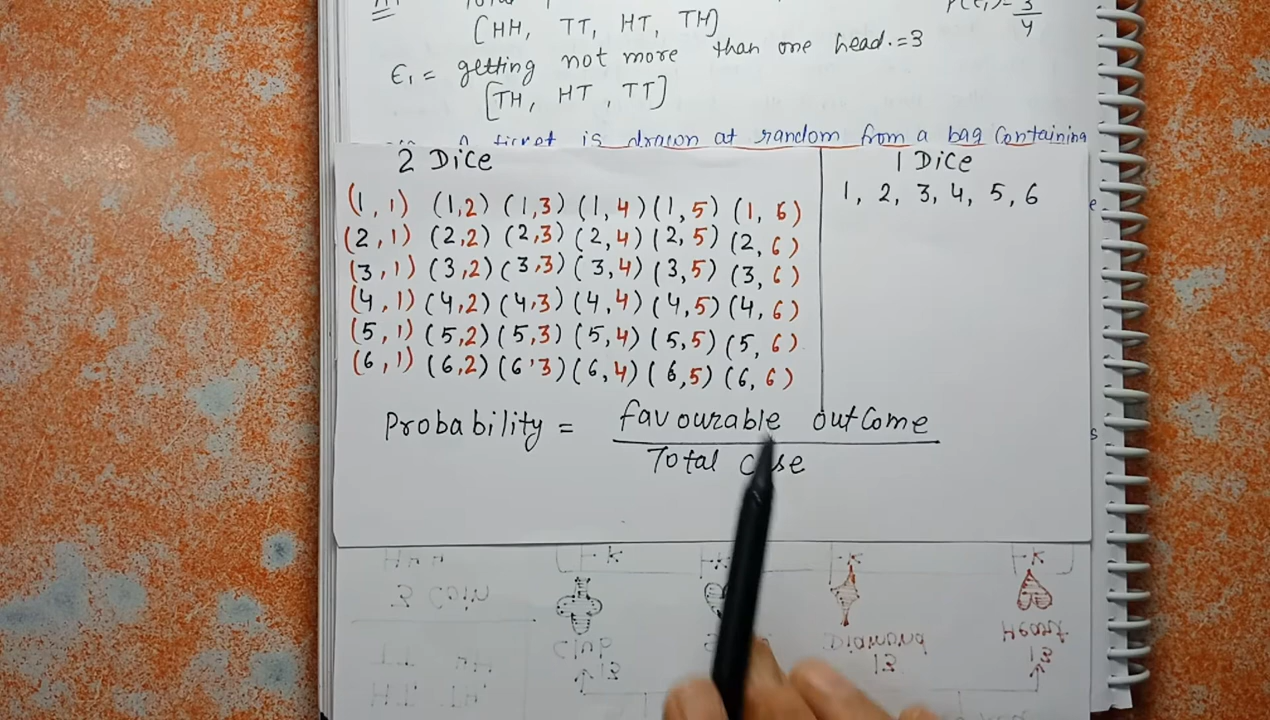 [HH, TT, HT, TH]
P(E1) = 3/4
E1 = getting not more than one head. = 3
[TH, HT, TT]
is drawn at random from a bag Containing
2 Dice
(1, 1) (1,2) (1,3) (1, 4) (1, 5) (1, 6)
(2, 1) (2,2) (2,3) (2, 4) (2, 5) (2, 6)
(3, 1) (3,2) (3,3) (3,4) (3,5) (3, 6)
(4, 1) (4,2) (4,3) (4,4) (4,5) (4, 6)
(5, 1) (5,2) (5,3) (5,4) (5,5) (5, 6)
(6, 1) (6,2) (6,3) (6,4) (6,5) (6, 6)
1 Dice
1, 2, 3, 4, 5, 6
Probability = favourable outCome
Total case
K
K
K
3 Coin
Diamond
13
Heart
13